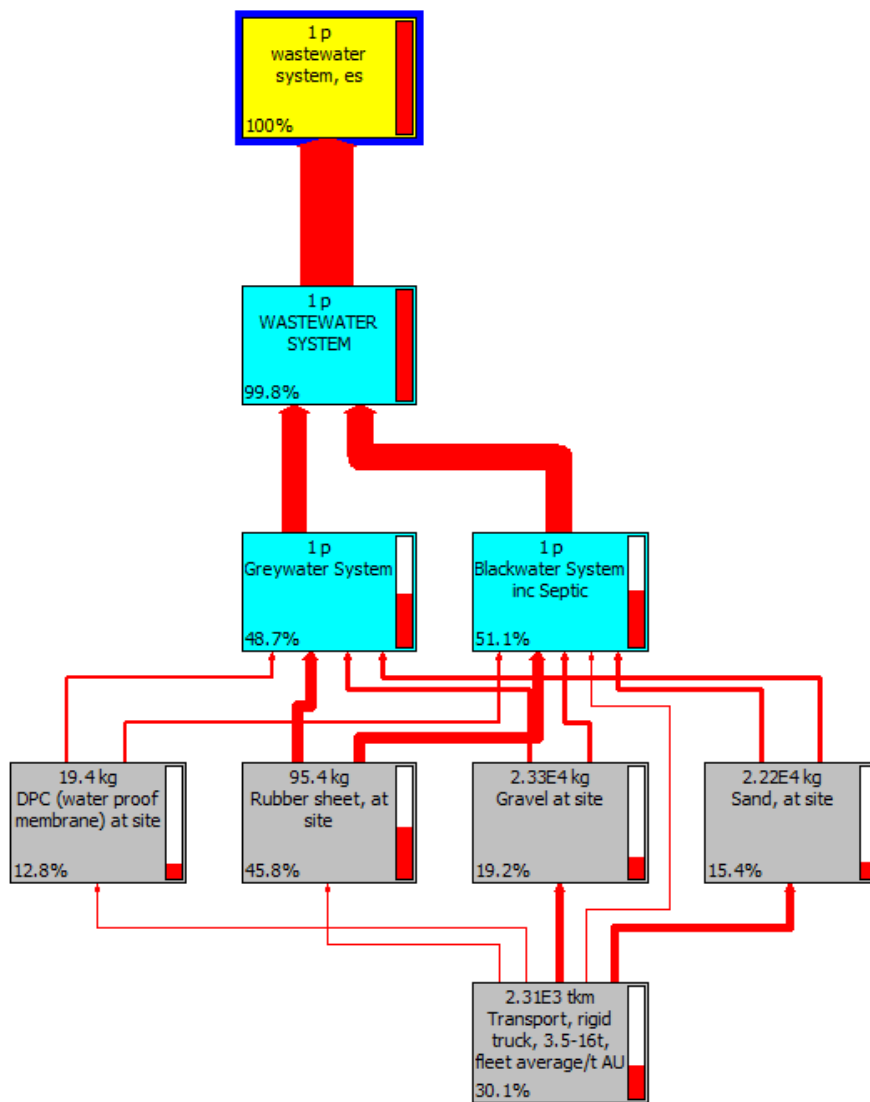 1 p
wastewater
system, es
100%
1 p
WASTEWATER
SYSTEM
99.8%
1 p
Greywater System
48.7%
1 p
Blackwater System
inc Septic
51.1%
19.4 kg
DPC (water proof
membrane) at site
12.8%
95.4 kg
Rubber sheet, at
site
45.8%
2.33E4 kg
Gravel at site
19.2%
2.22E4 kg
Sand, at site
15.4%
2.31E3 tkm
Transport, rigid
truck, 3.5-16t,
fleet average/t AU
30.1%